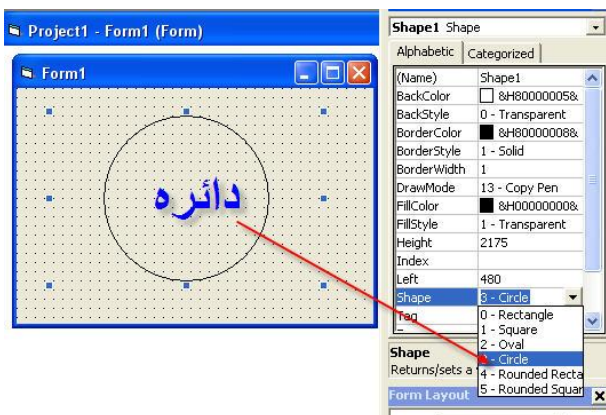 Project1 - Form1 (Form)
Form1
دائره
Shape1 Shape
Alphabetic Categorized
(Name) Shape1
BackColor &H80000005&
BackStyle 0 - Transparent
BorderColor &H80000008&
BorderStyle 1 - Solid
BorderWidth 1
DrawMode 13 - Copy Pen
FillColor &H00000008&
FillStyle 1 - Transparent
Height 2175
Index
Left 480
Shape 3 - Circle
Tag
0 - Rectangle
1 - Square
2 - Oval
- Circle
4 - Rounded Recta
5 - Rounded Squar
Shape
Returns/sets a
Form Layout